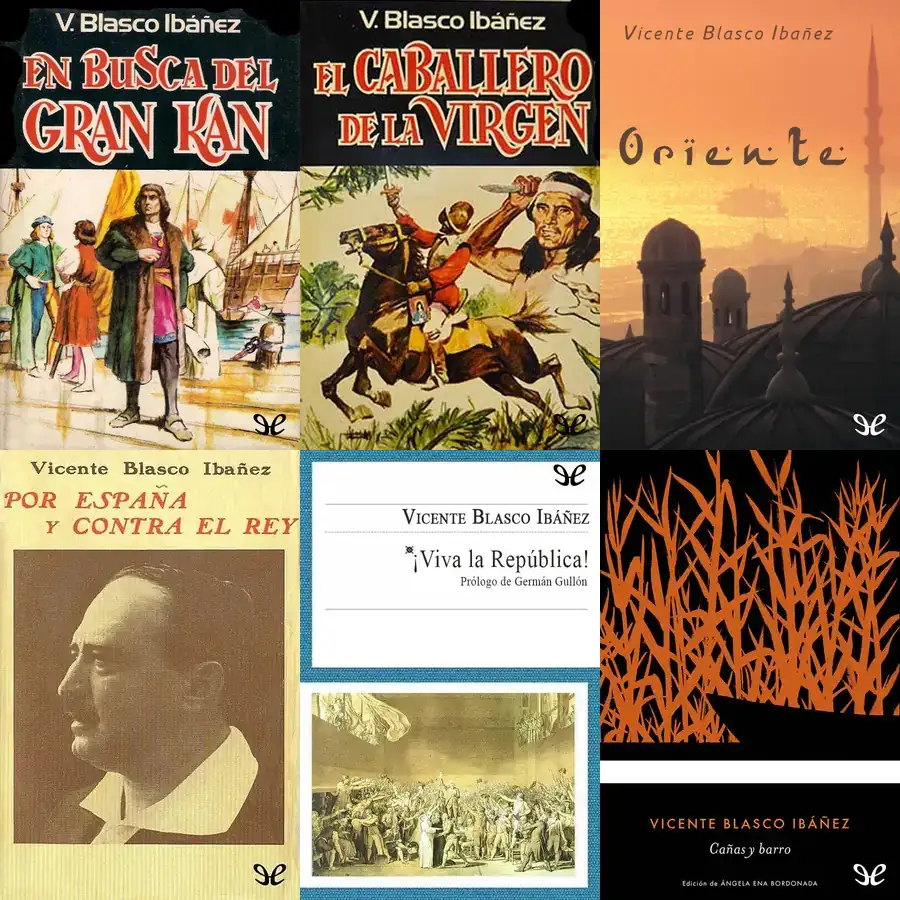 V. Blasco Ibáñez
EN BUSCA DEL
GRAN KAN
V. Blasco Ibáñez
EL CABALLERO
DE LA VIRGEN
Vicente Blasco Ibañez
Oriente
Vicente Blasco Ibañez
POR ESPAÑA
Y CONTRA EL REY
VICENTE BLASCO IBÁÑEZ
¡Viva la República!
Prólogo de Germán Gullón
VICENTE BLASCO IBÁÑEZ
Cañas y barro
Edición de ÁNGELA ENA BORDONADA